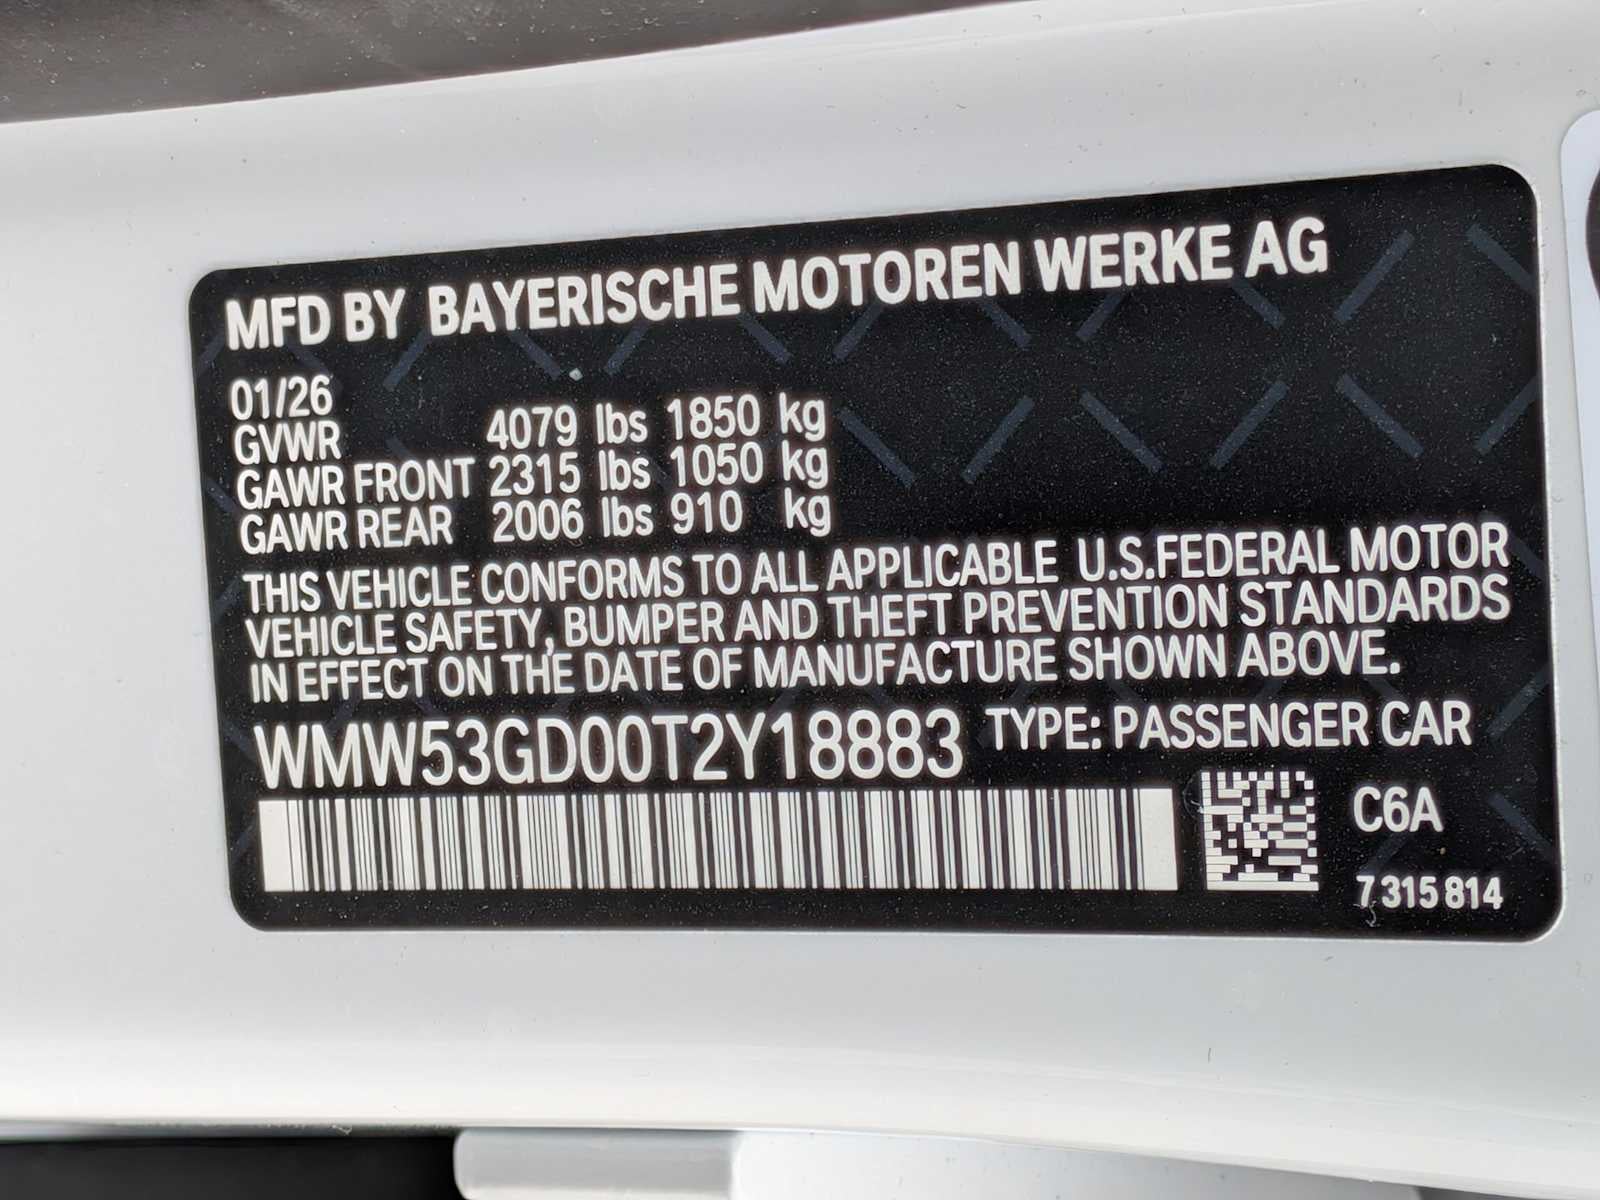 MFD BY BAYERISCHE MOTOREN WERKE AG
01/26
GVWR 4079 lbs 1850 kg
GAWR FRONT 2315 lbs 1050 kg
GAWR REAR 2006 lbs 910 kg
THIS VEHICLE CONFORMS TO ALL APPLICABLE U.S.FEDERAL MOTOR
VEHICLE SAFETY, BUMPER AND THEFT PREVENTION STANDARDS
IN EFFECT ON THE DATE OF MANUFACTURE SHOWN ABOVE.
WMW53GD00T2Y18883 TYPE: PASSENGER CAR
C6A
7 315 814